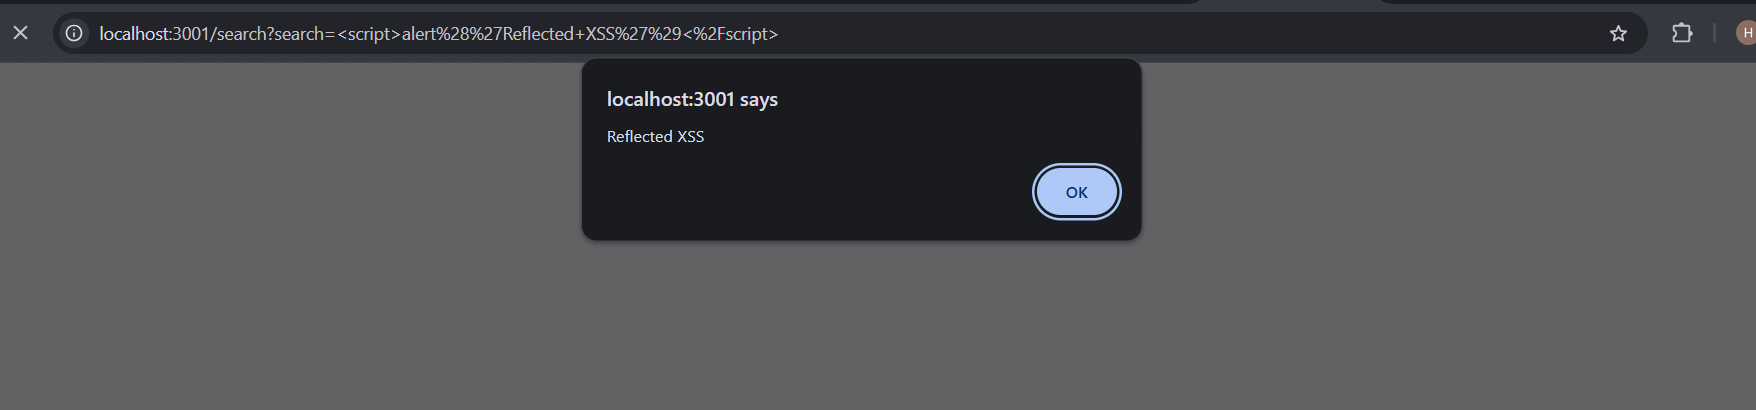 localhost:3001/search?search=<script>alert%28%27Reflected+XSS%27%29<%2Fscript>
H
localhost:3001 says
Reflected XSS
OK